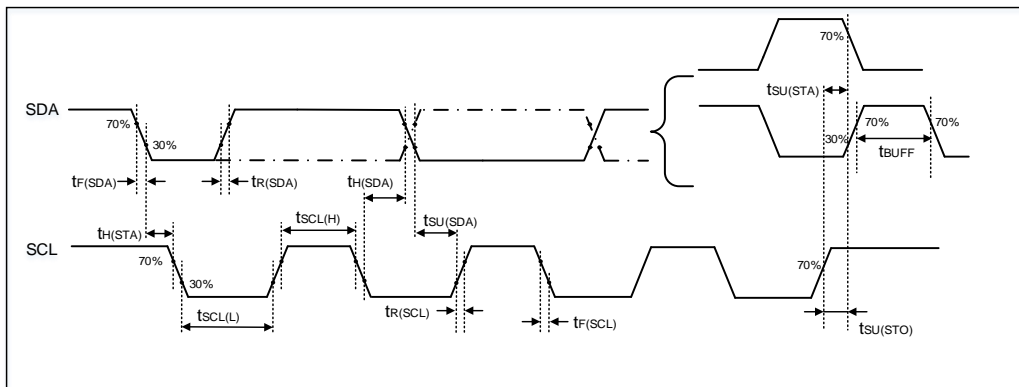 70%
tSU(STA)
SDA
70%
30%
30%
70%
70%
tBUFF
tF(SDA)
tR(SDA)
tH(SDA)
tSCL(H)
tSU(SDA)
tH(STA)
SCL
70%
30%
70%
tSCL(L)
tR(SCL)
tF(SCL)
tSU(STO)